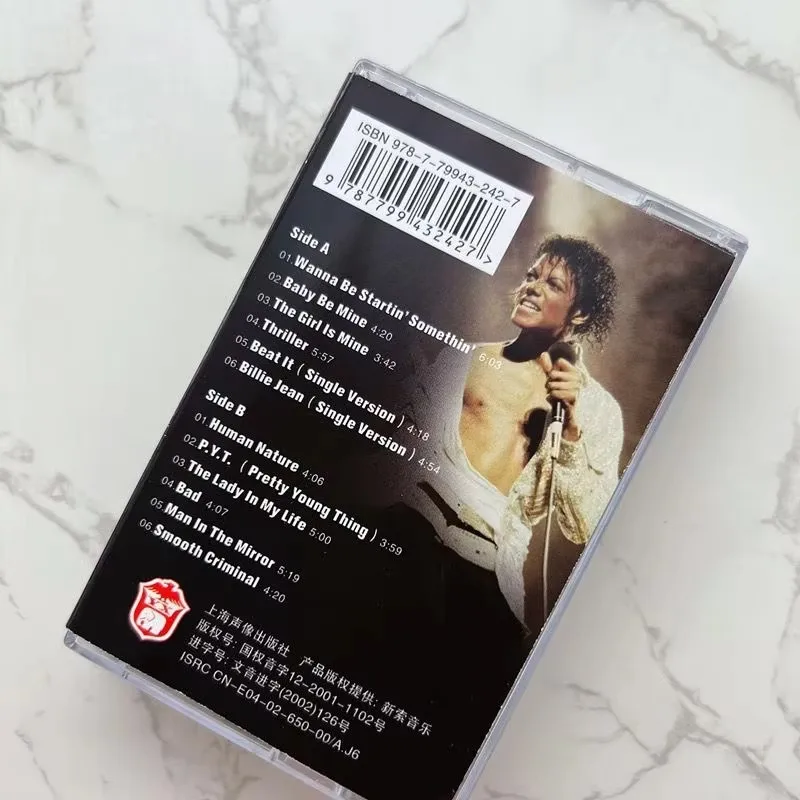 ISBN 978-7-79943-242-7
9 787799 432427 >
Side A
01.Wanna Be Startin' Somethin' 6:03
02.Baby Be Mine 4:20
03.The Girl Is Mine 3:42
04.Thriller 5:57
05.Beat It ( Single Version ) 4:18
06.Billie Jean ( Single Version ) 4:54
Side B
01.Human Nature 4:06
02.P.Y.T. ( Pretty Young Thing ) 3:59
03.The Lady In My Life 5:00
04.Bad 4:07
05.Man In The Mirror 5:19
06.Smooth Criminal 4:20
上海声像出版社 产品版权提供: 新索音乐
版权号: 国权音字12-2001-1102号
进字号: 文音进字(2002)126号
ISRC CN-E04-02-650-00/A.J6